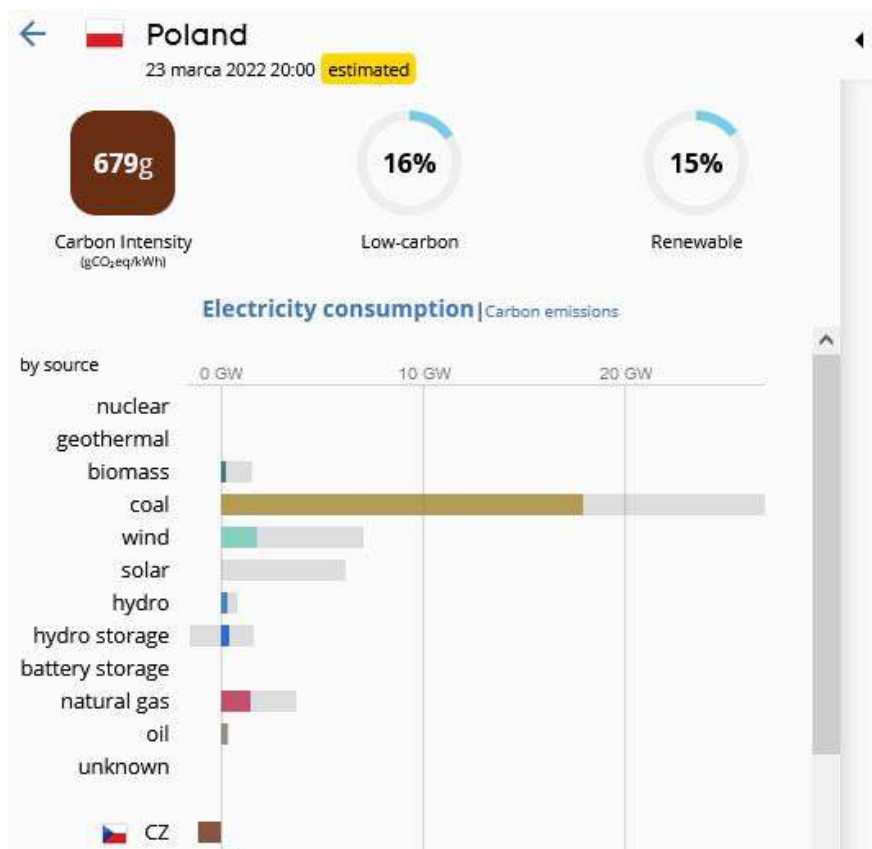 Poland
23 marca 2022 20:00 estimated
679g
16%
15%
Carbon Intensity
(gCO₂eq/kWh)
Low-carbon
Renewable
Electricity consumption|Carbon emissions
by source
0 GW 10 GW 20 GW
nuclear
geothermal
biomass
coal
wind
solar
hydro
hydro storage
battery storage
natural gas
oil
unknown
CZ